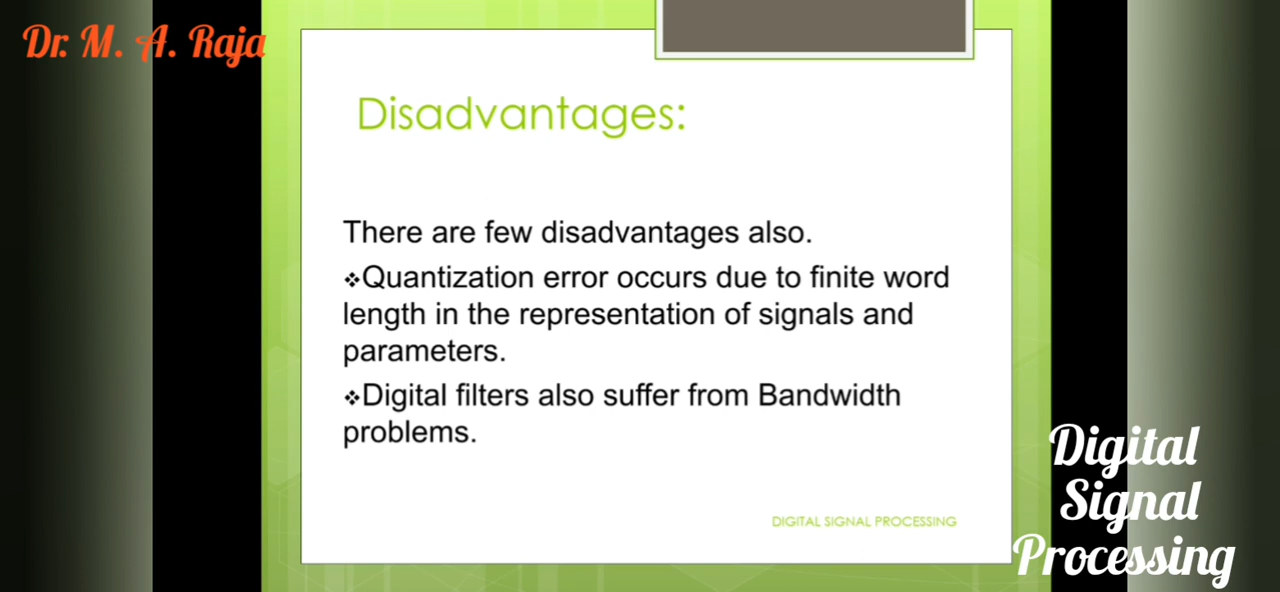 Dr. M. A. Raja
Disadvantages:
There are few disadvantages also.
❖Quantization error occurs due to finite word
length in the representation of signals and
parameters.
❖Digital filters also suffer from Bandwidth
problems.
DIGITAL SIGNAL PROCESSING
Digital
Signal
Processing